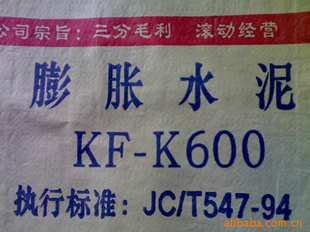 公司宗旨：三分毛利 滚动经营
膨胀水泥
KF-K600
执行标准：JC/T547-94
alibaba.com.cn